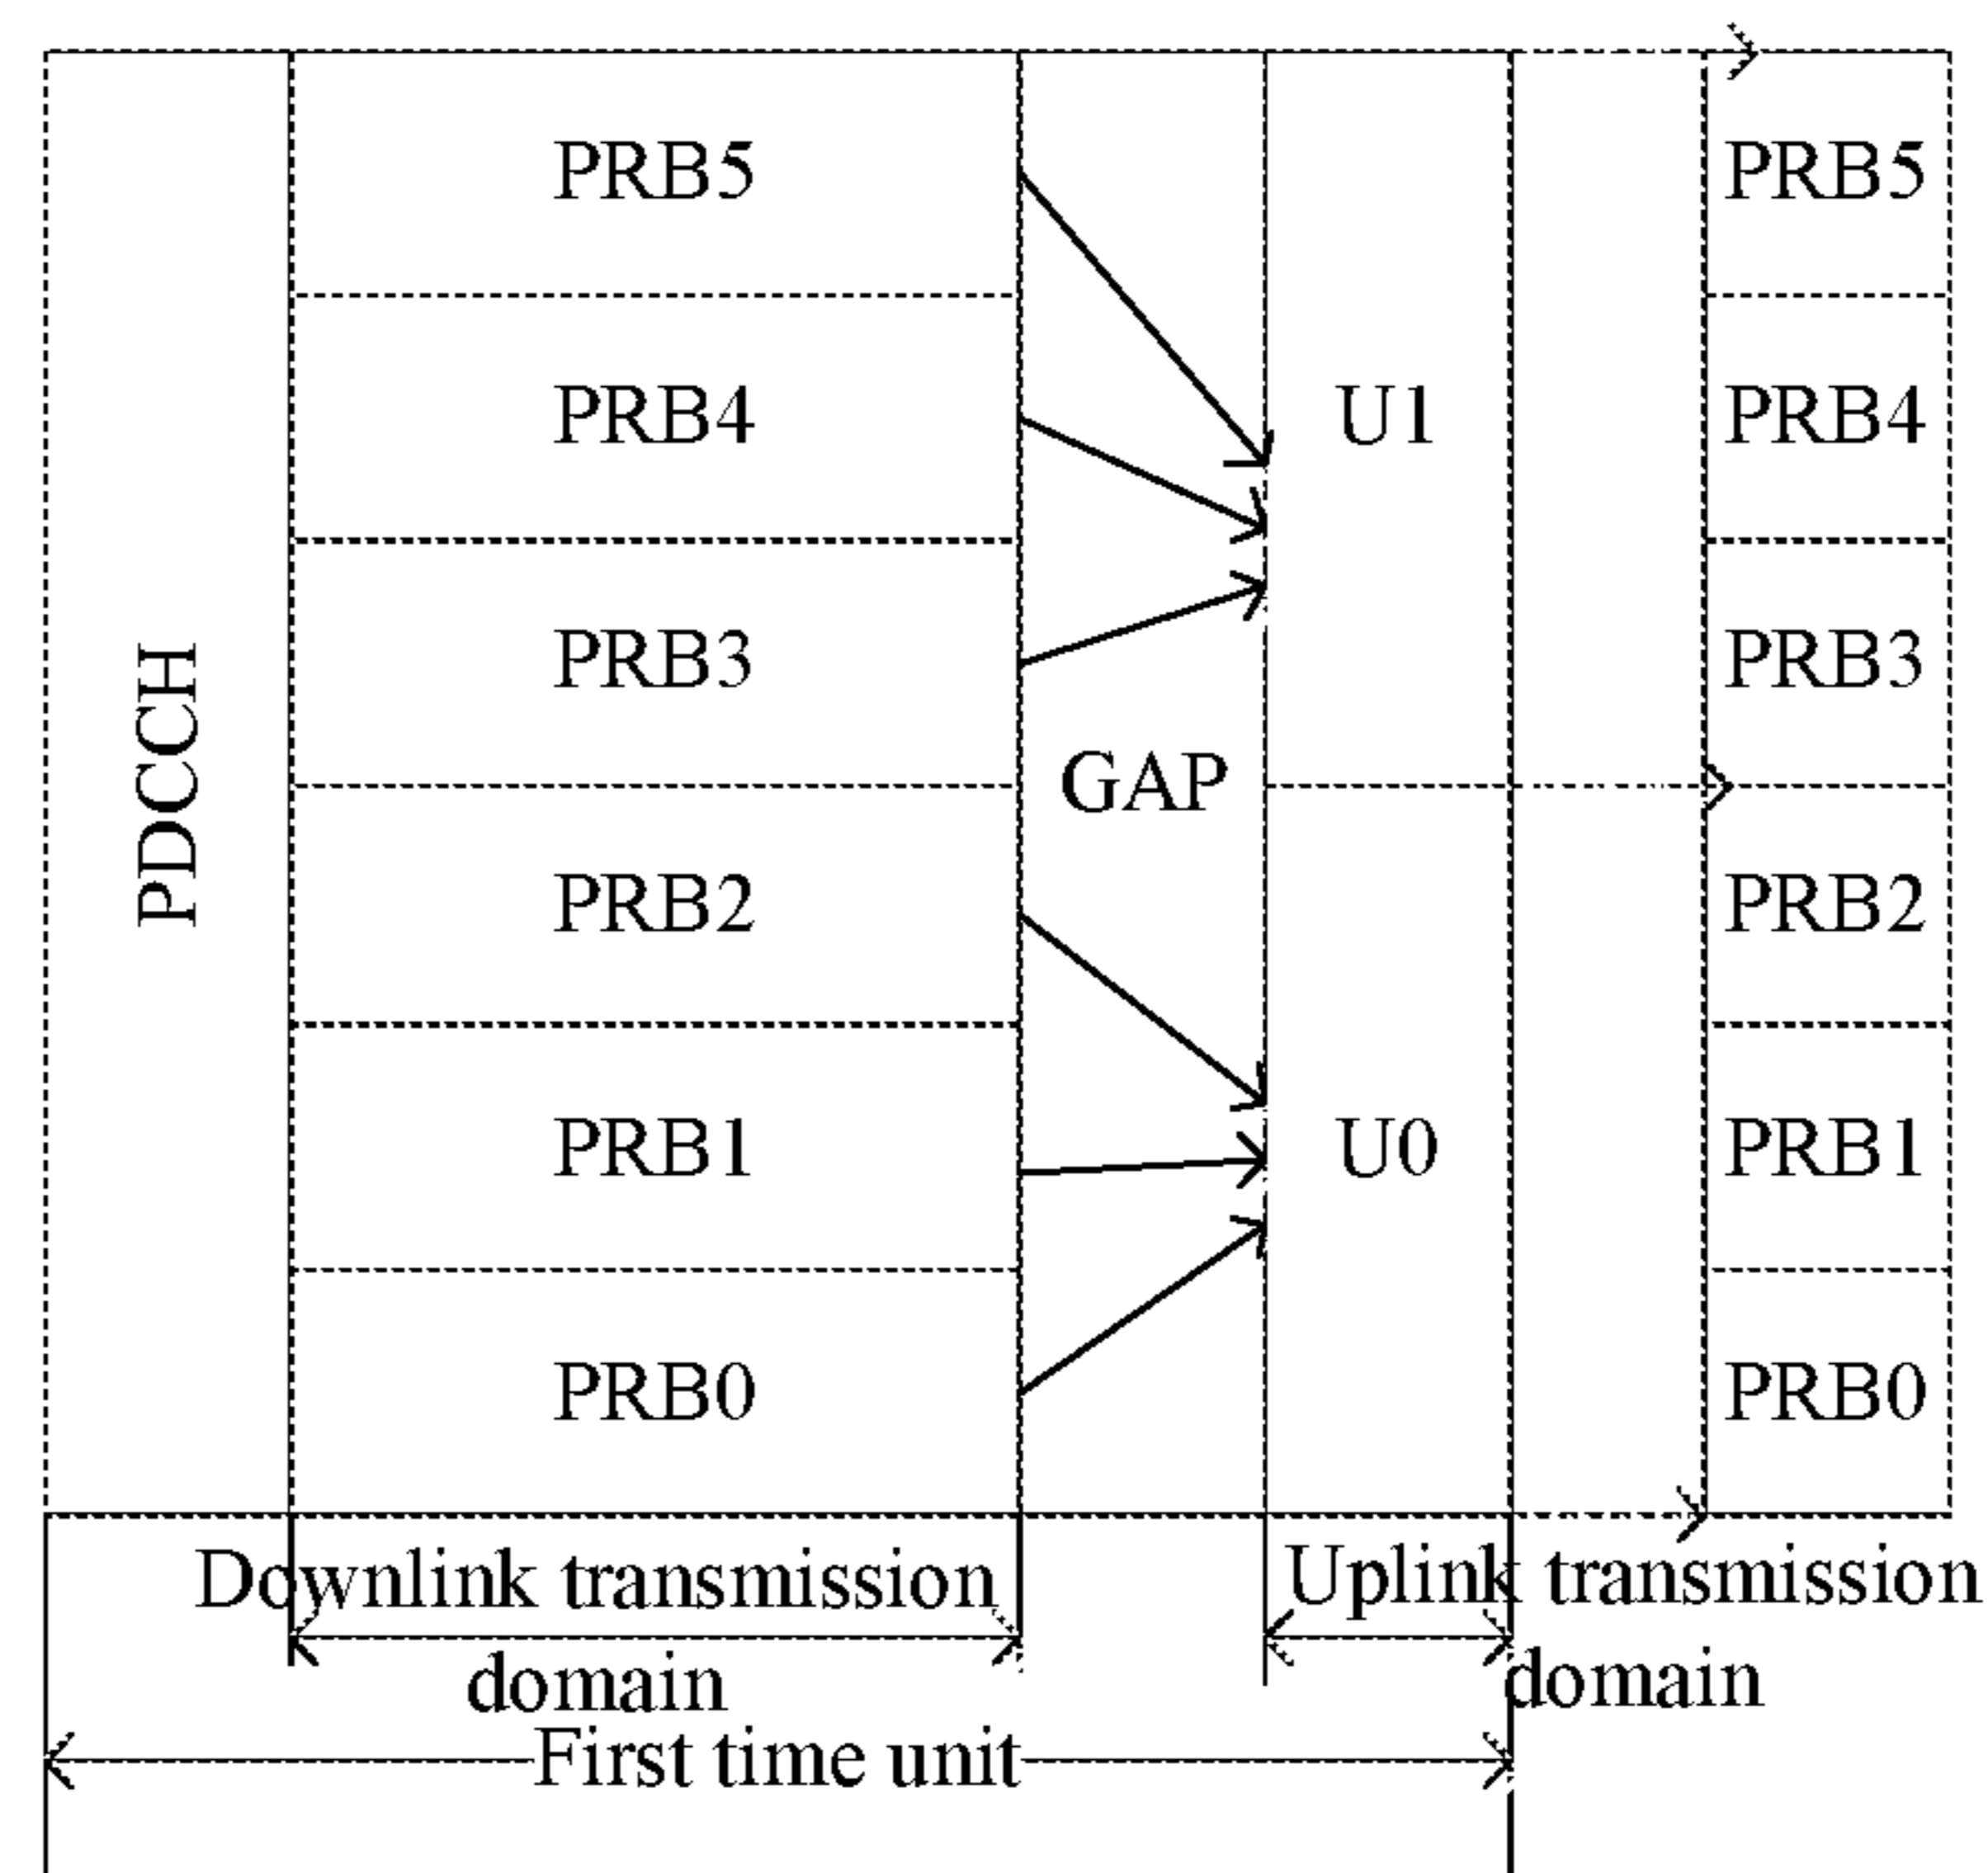 PRB5
PRB5
PRB4
U1
PRB4
PRB3
PRB3
PDCCH
GAP
PRB2
PRB2
PRB1
U0
PRB1
PRB0
PRB0
Downlink transmission
domain
Uplink transmission
domain
First time unit